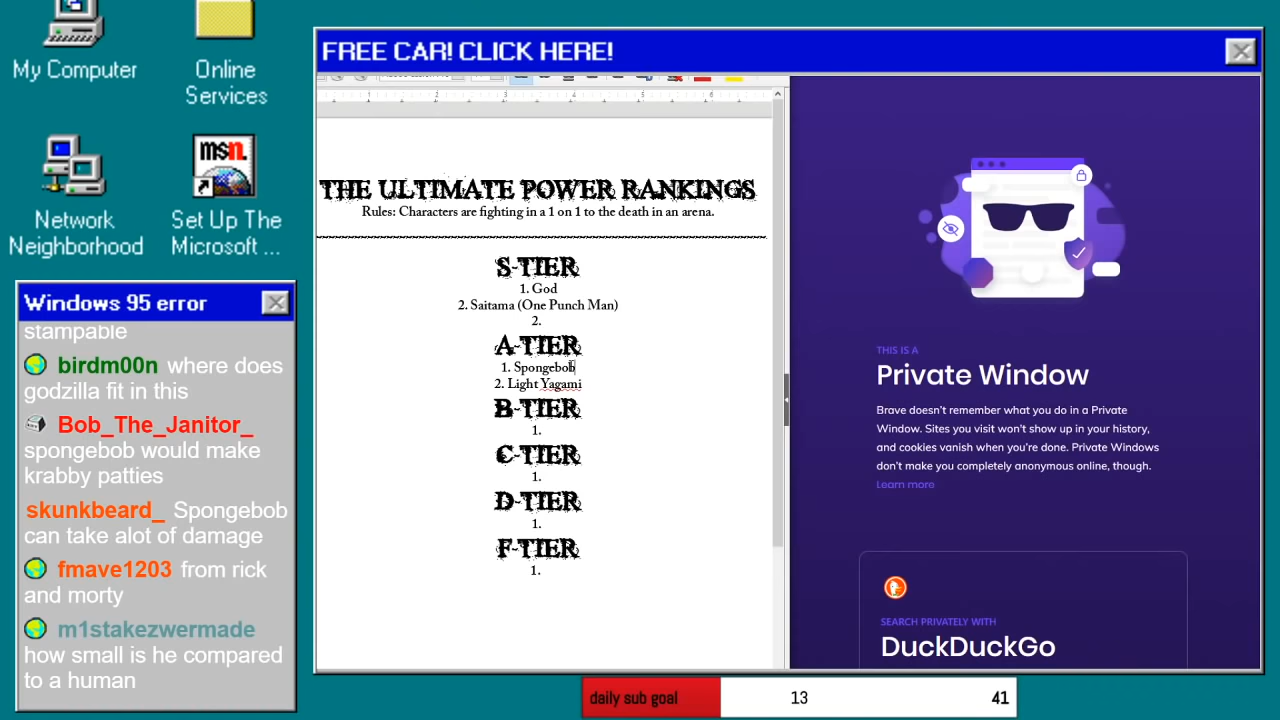 My Computer
Online
Services
Network
Neighborhood
msn.
Set Up The
Microsoft ...
Windows 95 error
stampable
birdm00n where does
godzilla fit in this
Bob_The_Janitor_
spongebob would make
krabby patties
skunkbeard_ Spongebob
can take alot of damage
fmave1203 from rick
and morty
m1stakezwermade
how small is he compared
to a human
FREE CAR! CLICK HERE!
1 2 3 4 5 6
THE ULTIMATE POWER RANKINGS
Rules: Characters are fighting in a 1 on 1 to the death in an arena.
S-TIER
1. God
2. Saitama (One Punch Man)
2.
A-TIER
1. Spongebob
2. Light Yagami
B-TIER
1.
C-TIER
1.
D-TIER
1.
F-TIER
1.
THIS IS A
Private Window
Brave doesn't remember what you do in a Private
Window. Sites you visit won't show up in your history,
and cookies vanish when you're done. Private Windows
don't make you completely anonymous online, though.
Learn more
SEARCH PRIVATELY WITH
DuckDuckGo
daily sub goal 13 41